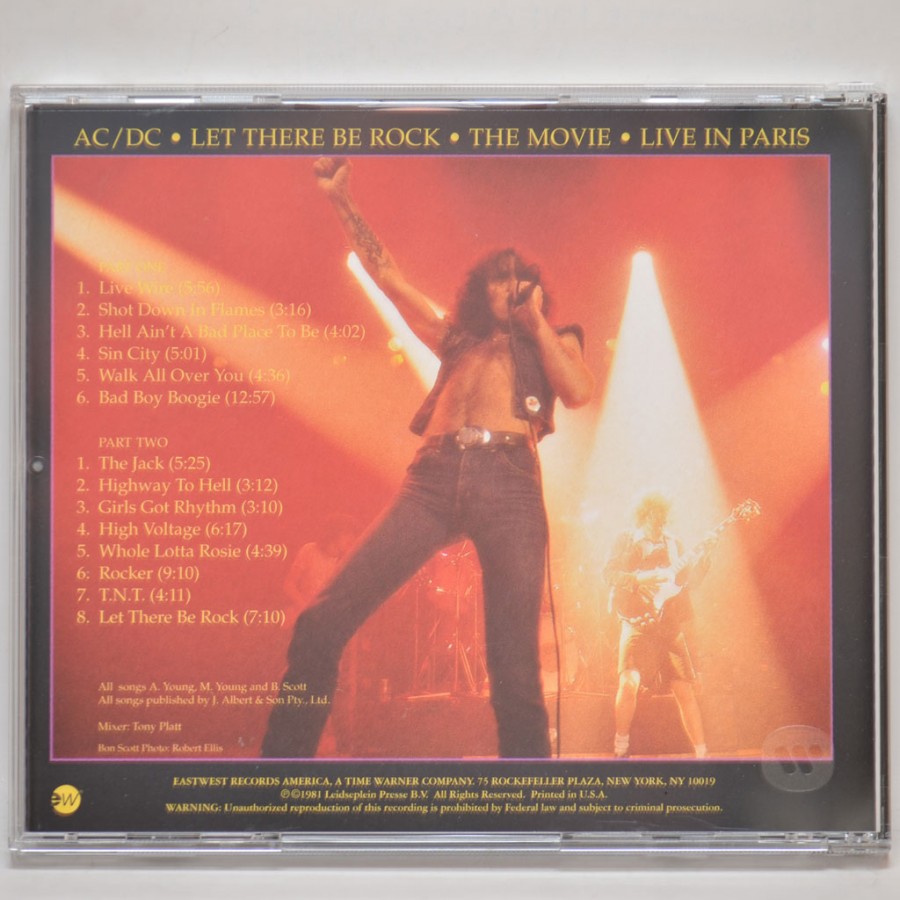 AC/DC • LET THERE BE ROCK • THE MOVIE • LIVE IN PARIS
PART ONE
1. Live Wire (5:56)
2. Shot Down in Flames (3:16)
3. Hell Ain't A Bad Place To Be (4:02)
4. Sin City (5:01)
5. Walk All Over You (4:36)
6. Bad Boy Boogie (12:57)
PART TWO
1. The Jack (5:25)
2. Highway To Hell (3:12)
3. Girls Got Rhythm (3:10)
4. High Voltage (6:17)
5. Whole Lotta Rosie (4:39)
6: Rocker (9:10)
7. T.N.T. (4:11)
8. Let There Be Rock (7:10)
All songs A. Young, M. Young and B. Scott
All songs published by J. Albert & Son Pty., Ltd.
Mixer: Tony Platt
Bon Scott Photo: Robert Ellis
EASTWEST RECORDS AMERICA, A TIME WARNER COMPANY. 75 ROCKEFELLER PLAZA, NEW YORK, NY 10019
℗©1981 Leidseplein Presse B.V. All Rights Reserved. Printed in U.S.A.
WARNING: Unauthorized reproduction of this recording is prohibited by Federal law and subject to criminal prosecution.
ew